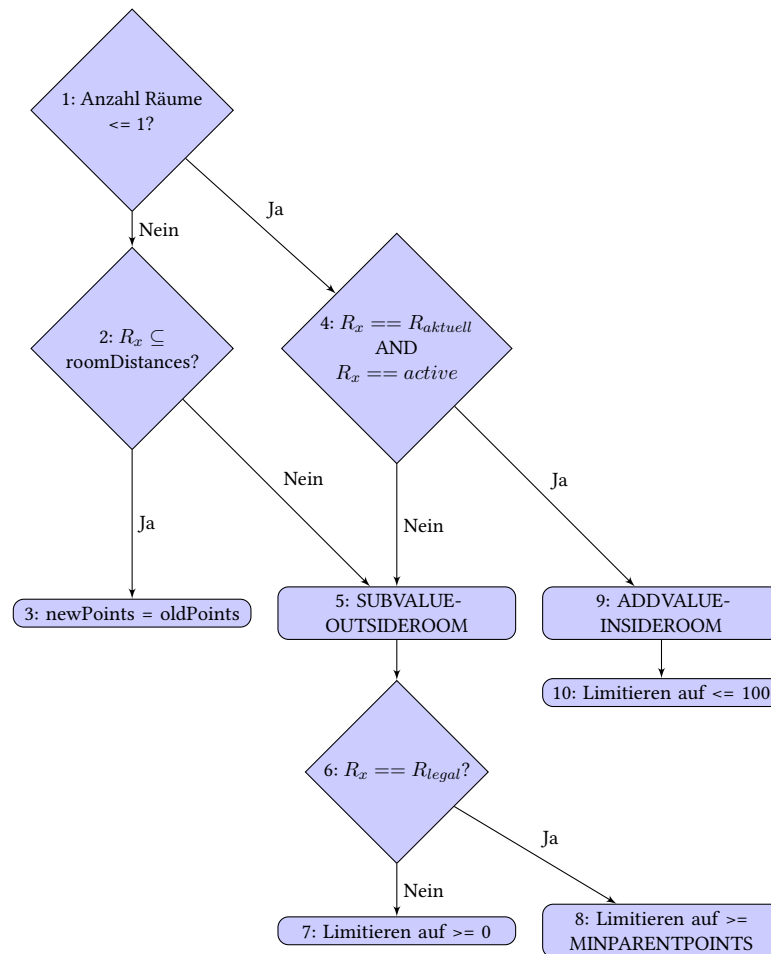 1: Anzahl Räume
<= 1?
Ja
Nein
2: R_x ⊆
roomDistances?
4: R_x == R_aktuell
AND
R_x == active
Nein
Ja
Ja
Nein
3: newPoints = oldPoints
5: SUBVALUE-
OUTSIDEROOM
9: ADDVALUE-
INSIDEROOM
10: Limitieren auf <= 100
6: R_x == R_legal?
Ja
Nein
7: Limitieren auf >= 0
8: Limitieren auf >=
MINPARENTPOINTS